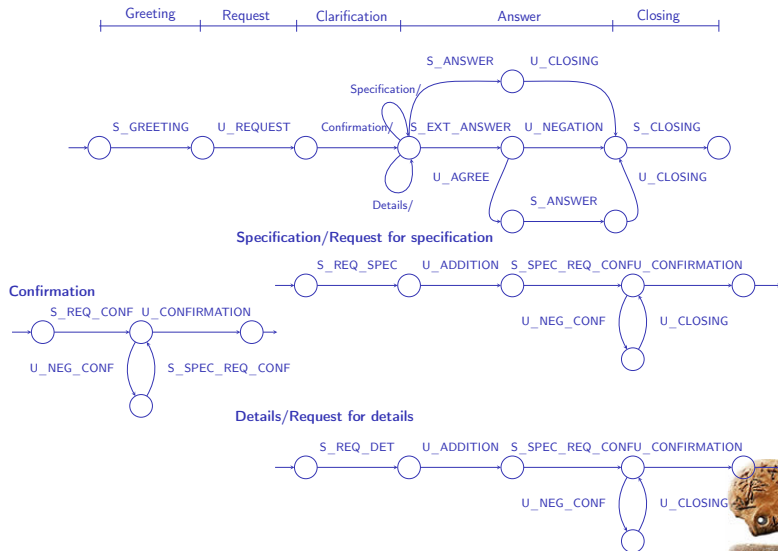 Greeting Request Clarification Answer Closing
S_ANSWER U_CLOSING
Specification/
S_GREETING U_REQUEST Confirmation/ S_EXT_ANSWER U_NEGATION S_CLOSING
U_AGREE U_CLOSING
Details/ S_ANSWER
Specification/Request for specification
S_REQ_SPEC U_ADDITION S_SPEC_REQ_CONF U_CONFIRMATION
U_NEG_CONF U_CLOSING
Confirmation
S_REQ_CONF U_CONFIRMATION
U_NEG_CONF S_SPEC_REQ_CONF
Details/Request for details
S_REQ_DET U_ADDITION S_SPEC_REQ_CONF U_CONFIRMATION
U_NEG_CONF U_CLOSING